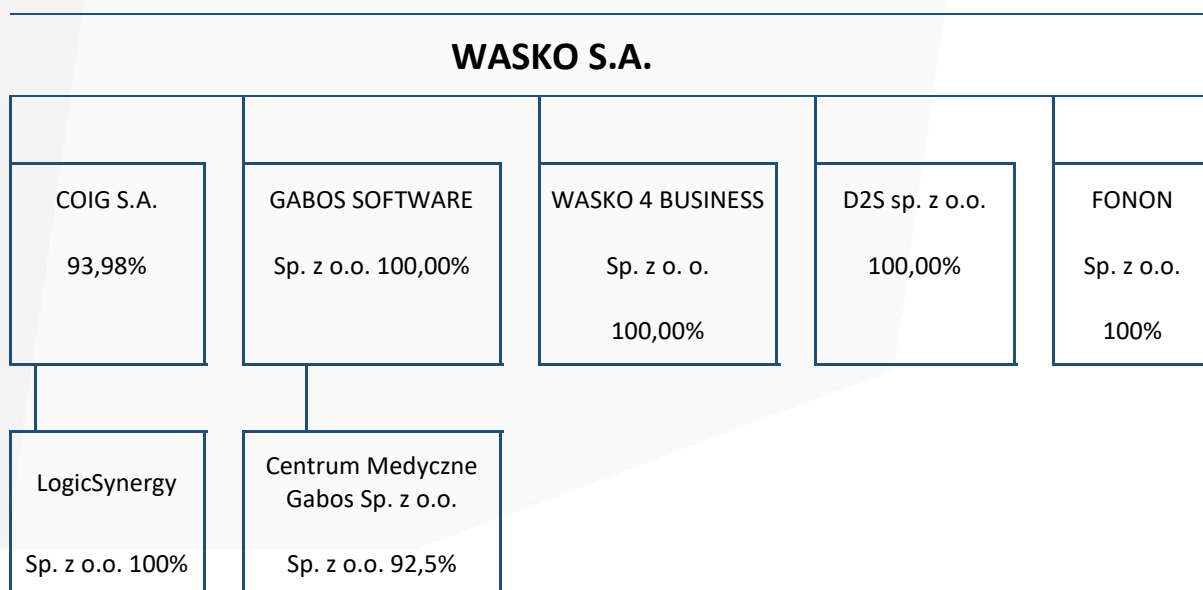 WASKO S.A.
COIG S.A.
93,98%
GABOS SOFTWARE
Sp. z o.o. 100,00%
WASKO 4 BUSINESS
Sp. z o. o.
100,00%
D2S sp. z o.o.
100,00%
FONON
Sp. z o.o.
100%
LogicSynergy
Sp. z o.o. 100%
Centrum Medyczne
Gabos Sp. z o.o.
Sp. z o.o. 92,5%